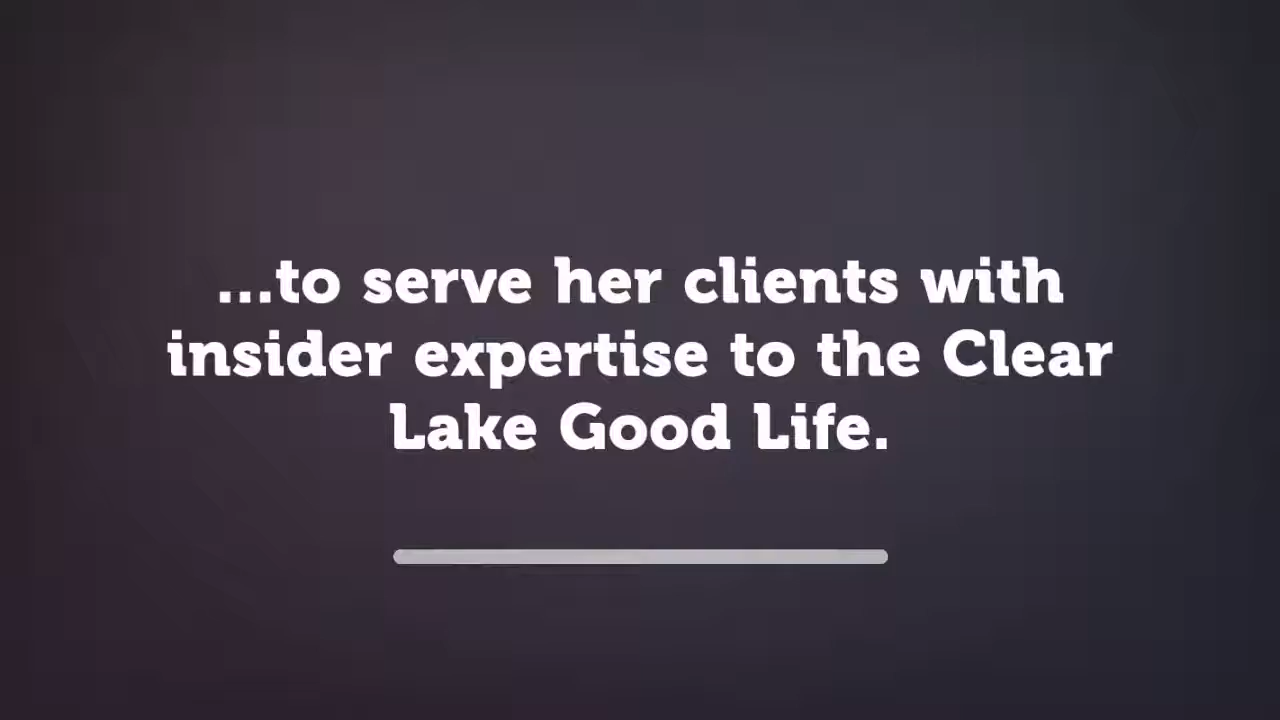 ...to serve her clients with
insider expertise to the Clear
Lake Good Life.